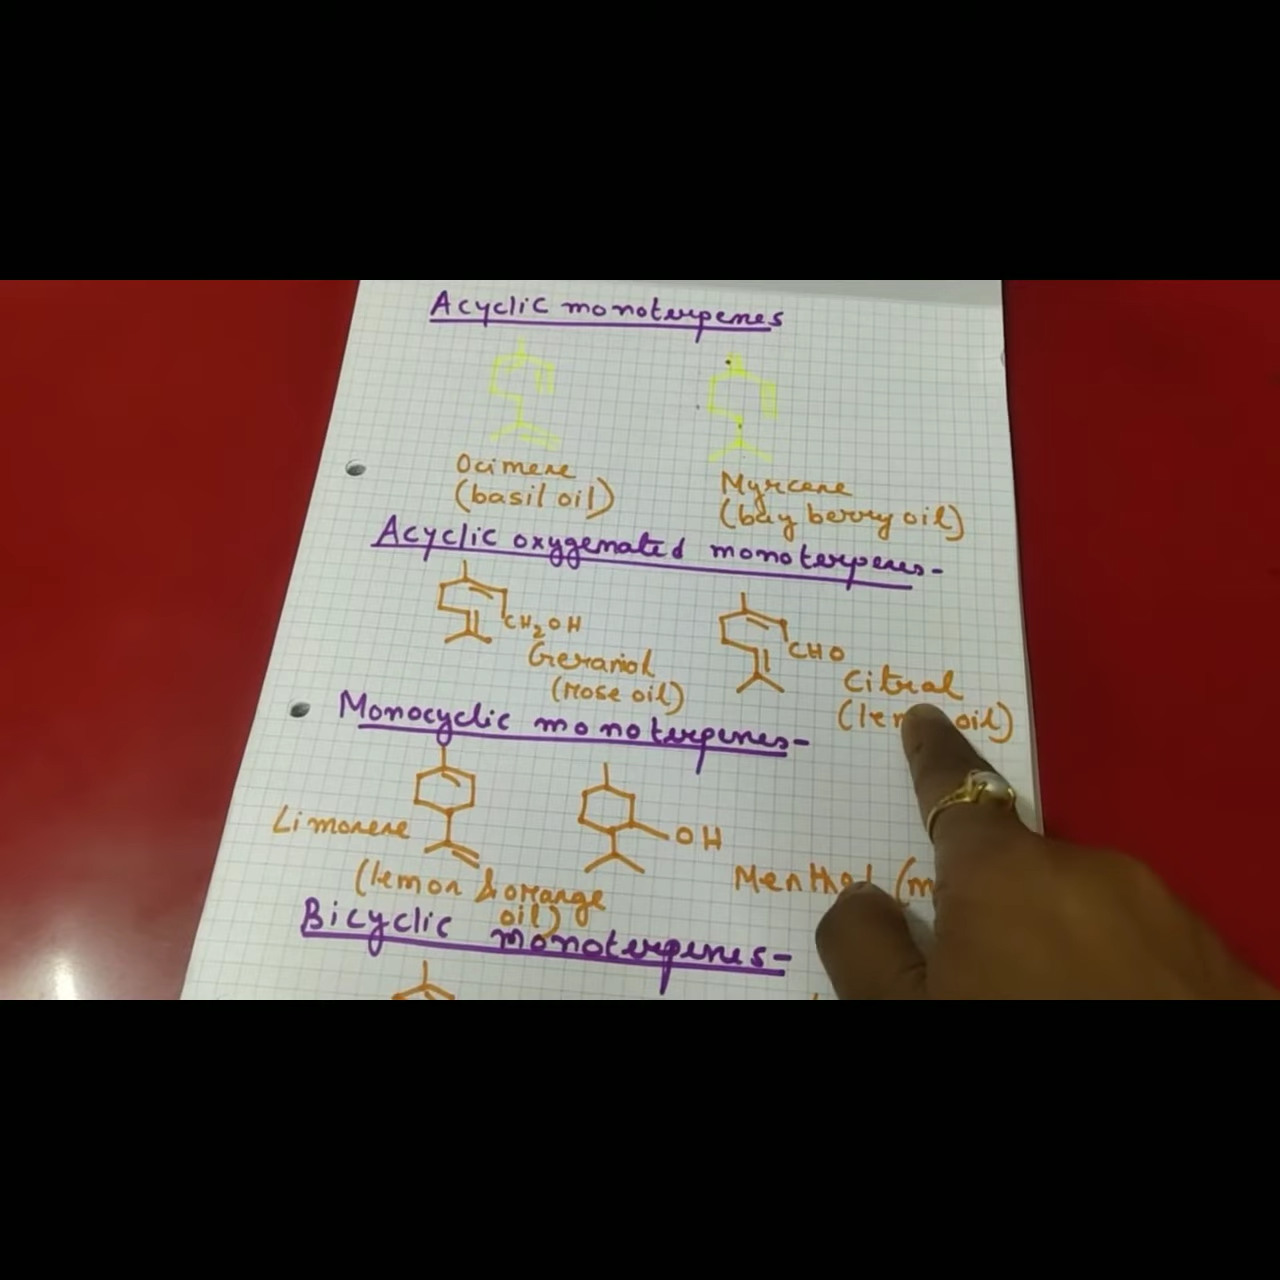 Acyclic monoterpenes
Ocimene
(basil oil)
Myrcene
(bay berry oil)
Acyclic oxygenated monoterpenes-
CH2OH
Geraniol
(rose oil)
CHO
Citral
oil)
Monocyclic monoterpenes-
Limonene
(lemon & orange
oil)
OH
Menthol
Bicyclic monoterpenes-